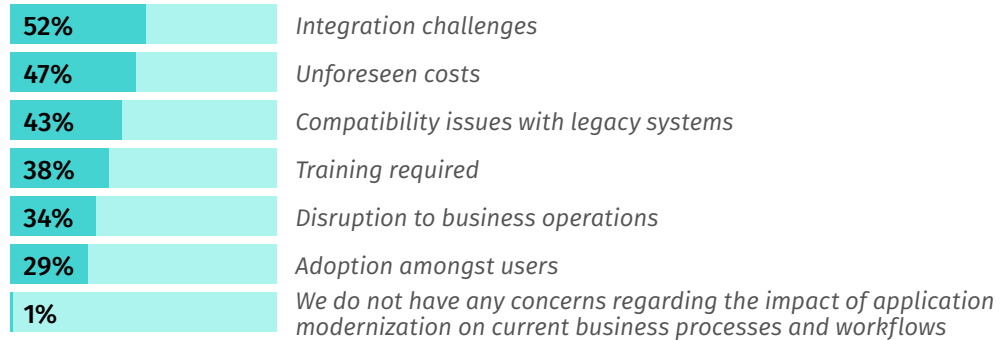 52% Integration challenges
47% Unforeseen costs
43% Compatibility issues with legacy systems
38% Training required
34% Disruption to business operations
29% Adoption amongst users
1% We do not have any concerns regarding the impact of application
modernization on current business processes and workflows